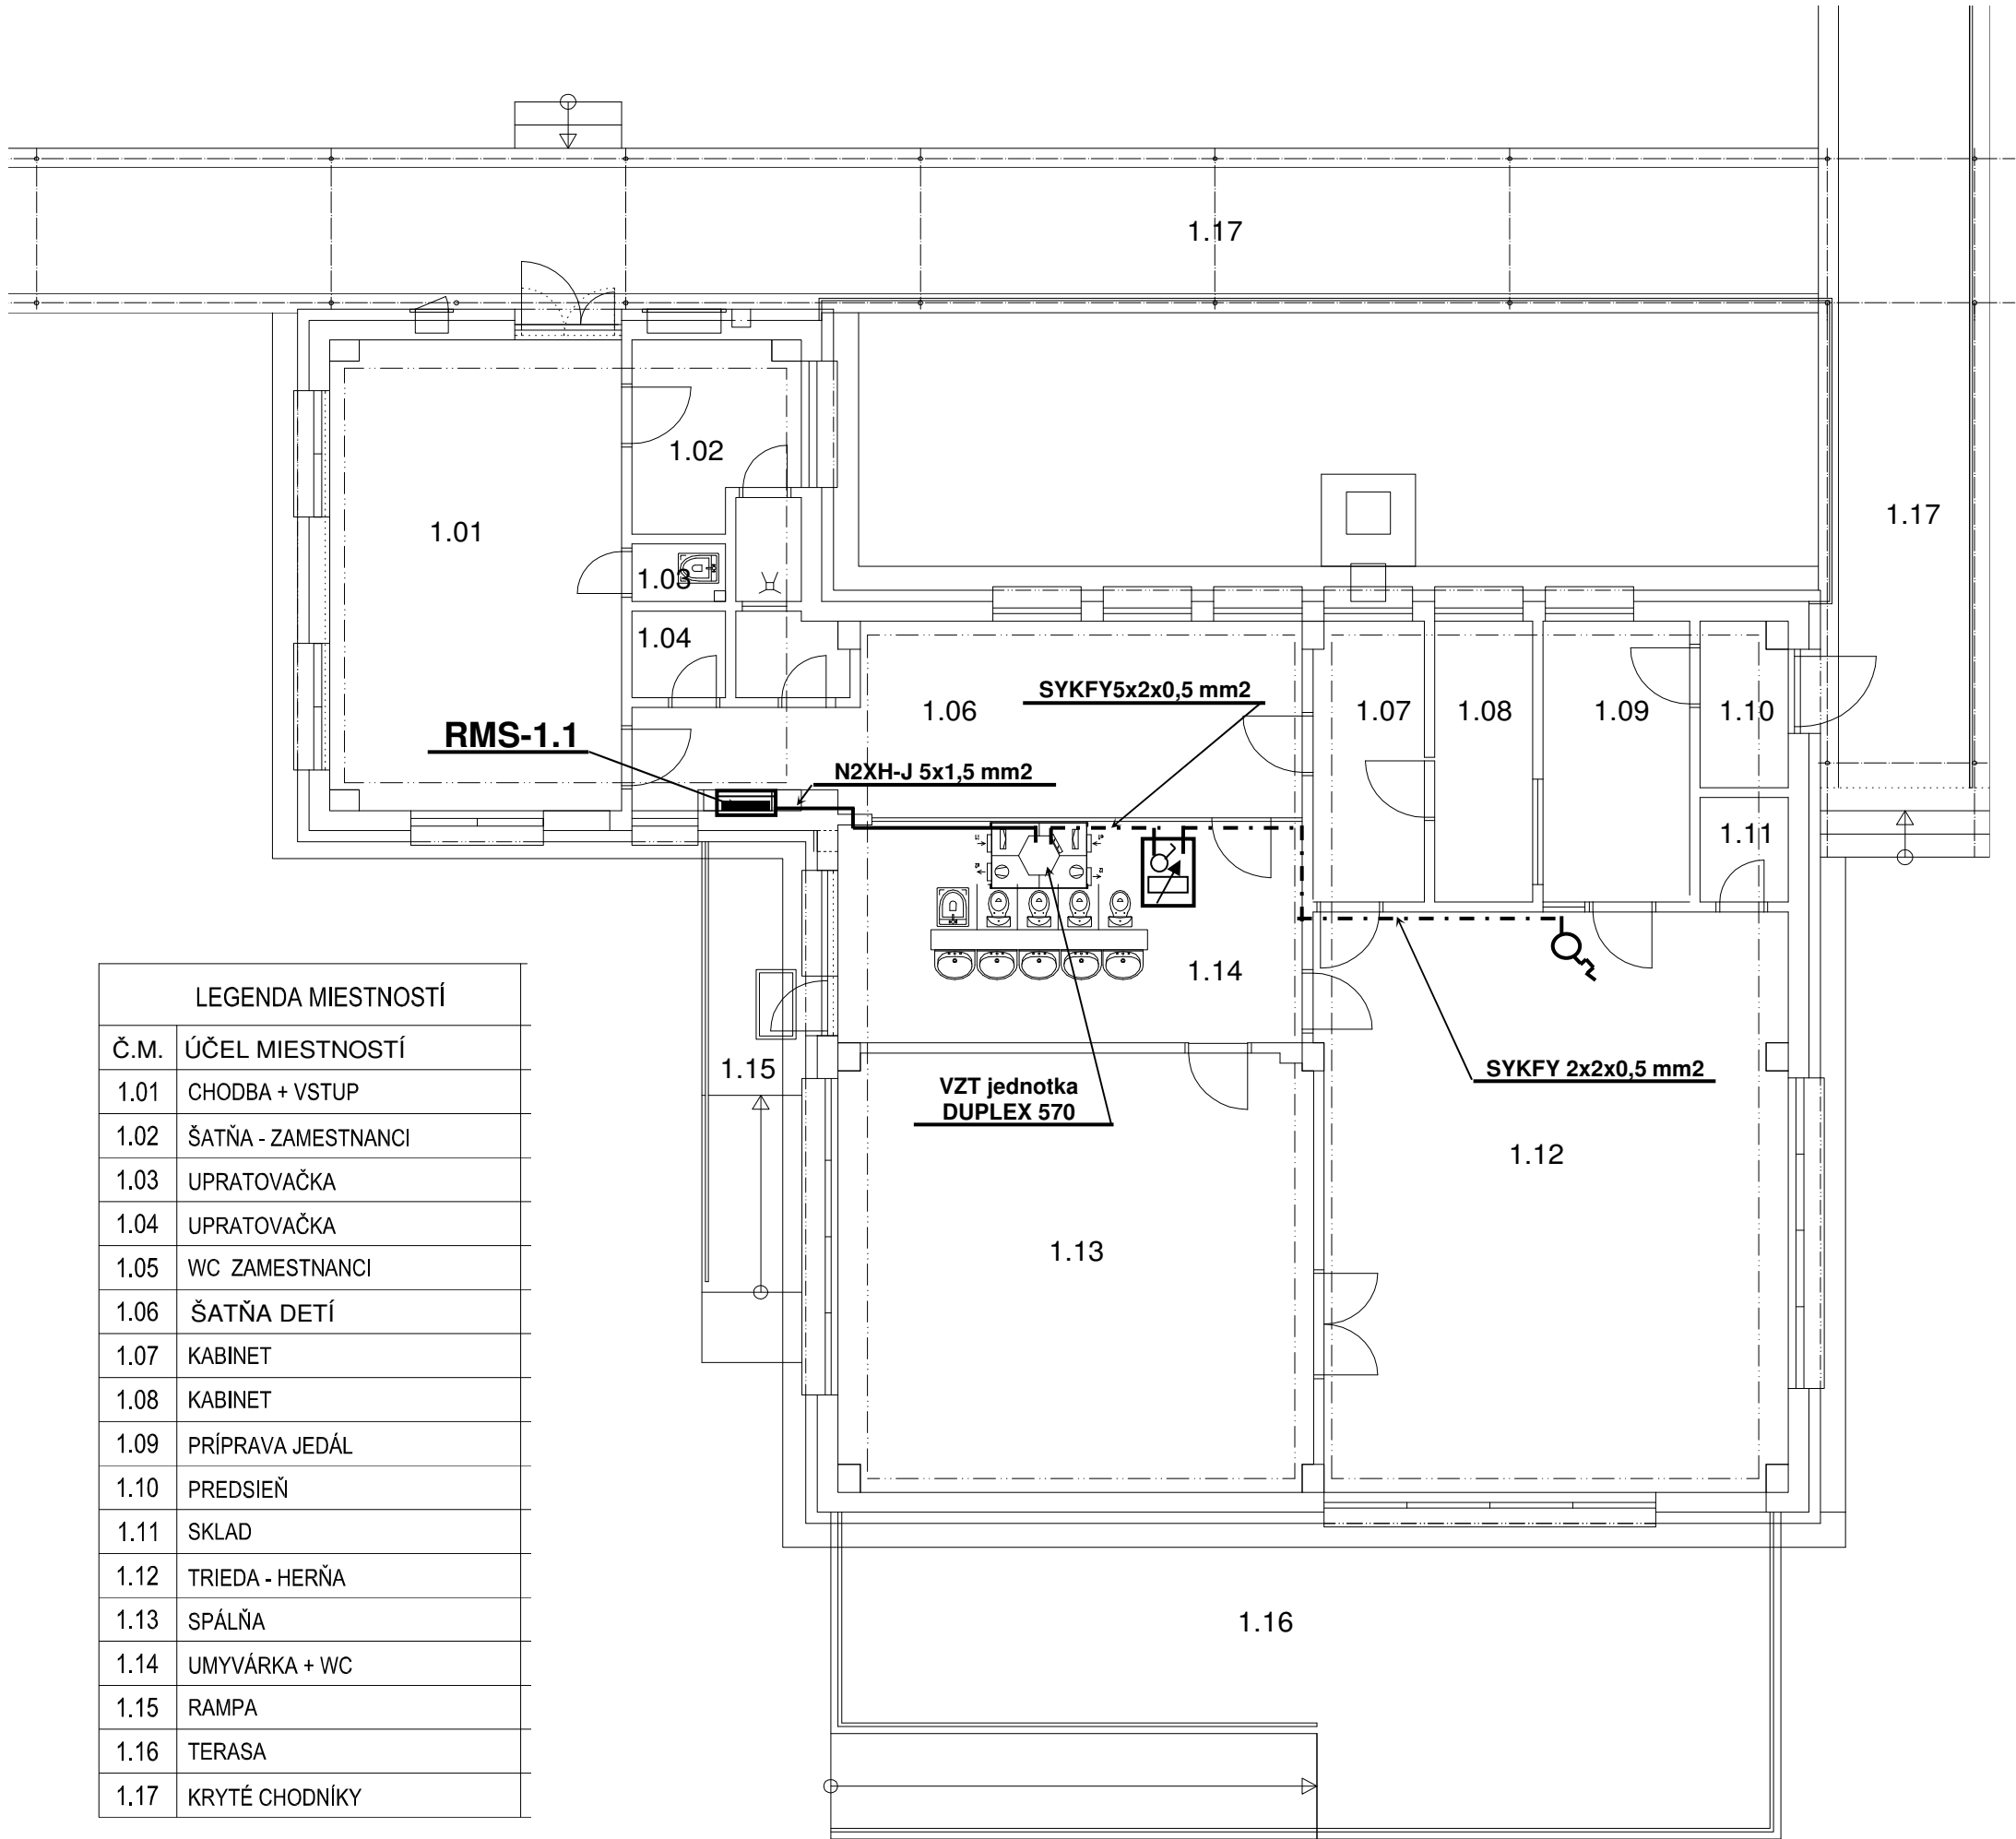 1.17
1.02
1.01
1.17
1.03
1.04
SYKFY5x2x0,5 mm2
1.06
1.07
1.08
1.09
1.10
RMS-1.1
N2XH-J 5x1,5 mm2
1.11
1.14
1.15
SYKFY 2x2x0,5 mm2
VZT jednotka
DUPLEX 570
1.12
1.13
1.16
LEGENDA MIESTNOSTÍ
Č.M. ÚČEL MIESTNOSTÍ
1.01 CHODBA + VSTUP
1.02 ŠATŇA - ZAMESTNANCI
1.03 UPRATOVAČKA
1.04 UPRATOVAČKA
1.05 WC ZAMESTNANCI
1.06 ŠATŇA DETÍ
1.07 KABINET
1.08 KABINET
1.09 PRÍPRAVA JEDÁL
1.10 PREDSIEŇ
1.11 SKLAD
1.12 TRIEDA - HERŇA
1.13 SPÁLŇA
1.14 UMYVÁRKA + WC
1.15 RAMPA
1.16 TERASA
1.17 KRYTÉ CHODNÍKY